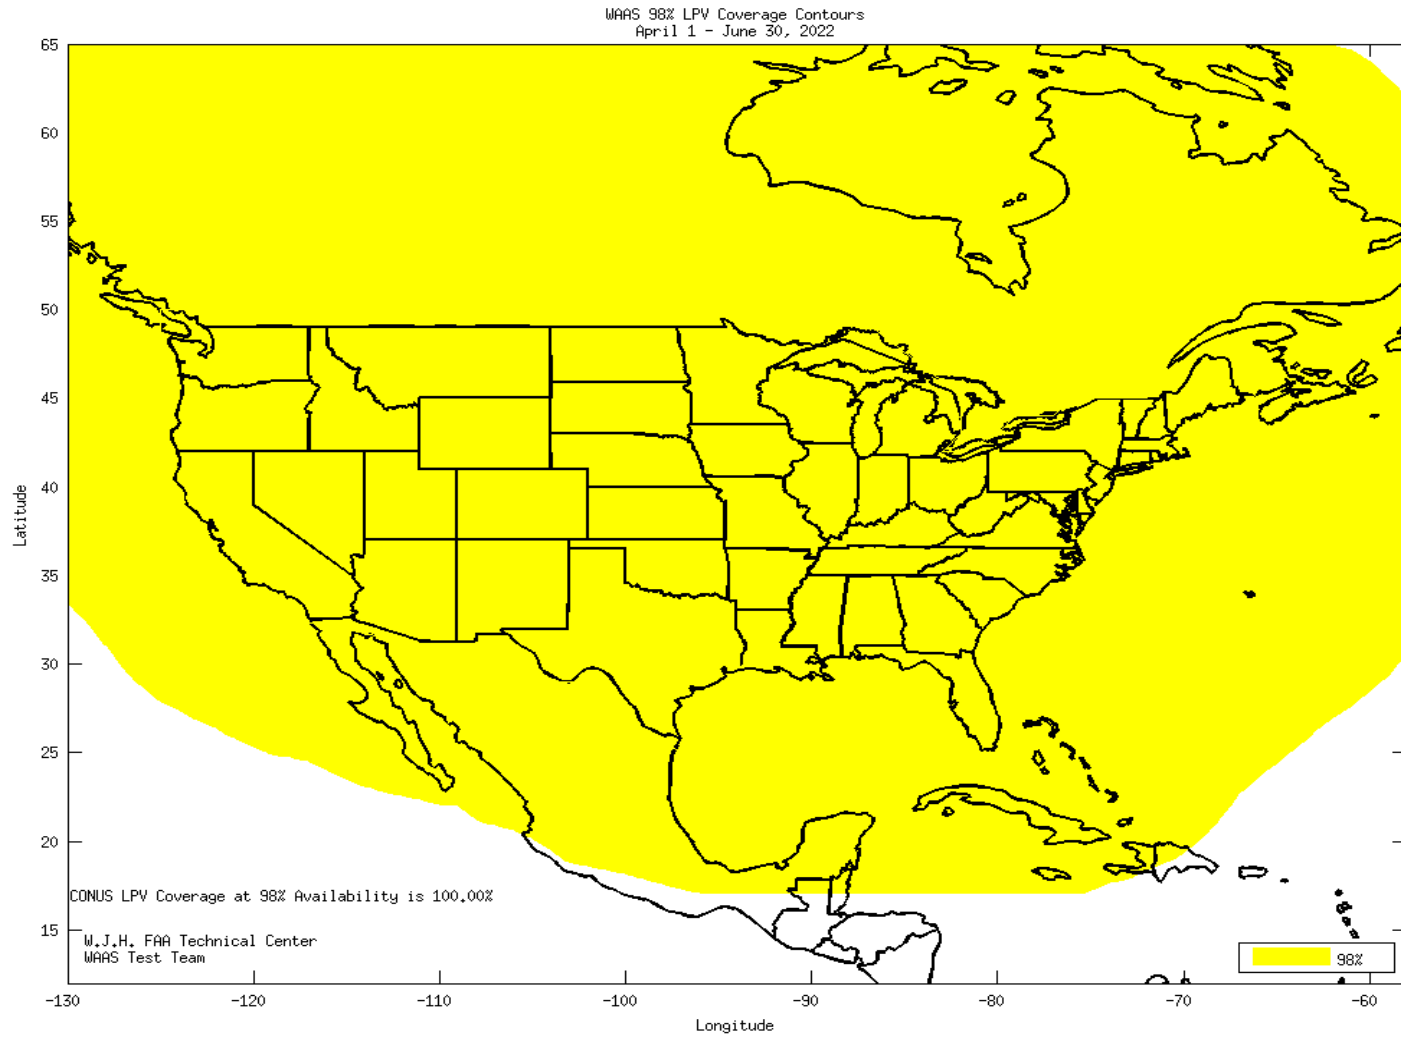 WAAS 98% LPV Coverage Contours
April 1 - June 30, 2022
65
60
55
50
45
40
35
30
25
20
15
Latitude
CONUS LPV Coverage at 98% Availability is 100.00%
W.J.H. FAA Technical Center
WAAS Test Team
98%
-130 -120 -110 -100 -90 -80 -70 -60
Longitude